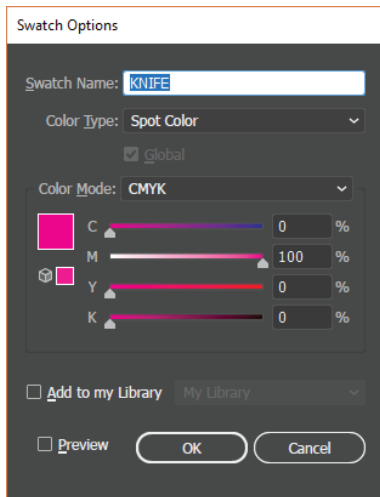 Swatch Options
Swatch Name: KNIFE
Color Type: Spot Color
Global
Color Mode: CMYK
C 0 %
M 100 %
Y 0 %
K 0 %
Add to my Library My Library
Preview OK Cancel